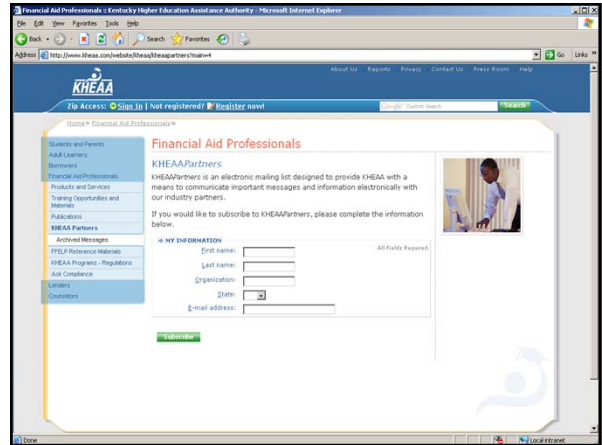 Financial Aid Professionals :: Kentucky Higher Education Assistance Authority - Microsoft Internet Explorer
File Edit View Favorites Tools Help
Back Search Favorites
Address http://www.kheaa.com/website/kheaa/kheaapartners?main=4 Go Links »
About Us Reports Privacy Contact Us Press Room Help
KHEAA
Zip Access: Sign In | Not registered? Register now! Google™ Custom Search Search
Home» Financial Aid Professionals»
Students and Parents
Adult Learners
Borrowers
Financial Aid Professionals
Products and Services
Training Opportunities and
Materials
Publications
KHEAA Partners
Archived Messages
FFELP Reference Materials
KHEAA Programs - Regulations
Ask Compliance
Lenders
Counselors
Financial Aid Professionals
KHEAAPartners
KHEAAPartners is an electronic mailing list designed to provide KHEAA with a
means to communicate important messages and information electronically with
our industry partners.
If you would like to subscribe to KHEAAPartners, please complete the information
below.
MY INFORMATION
All Fields Required.
First name:
Last name:
Organization:
State:
E-mail address:
Subscribe
Done Local intranet